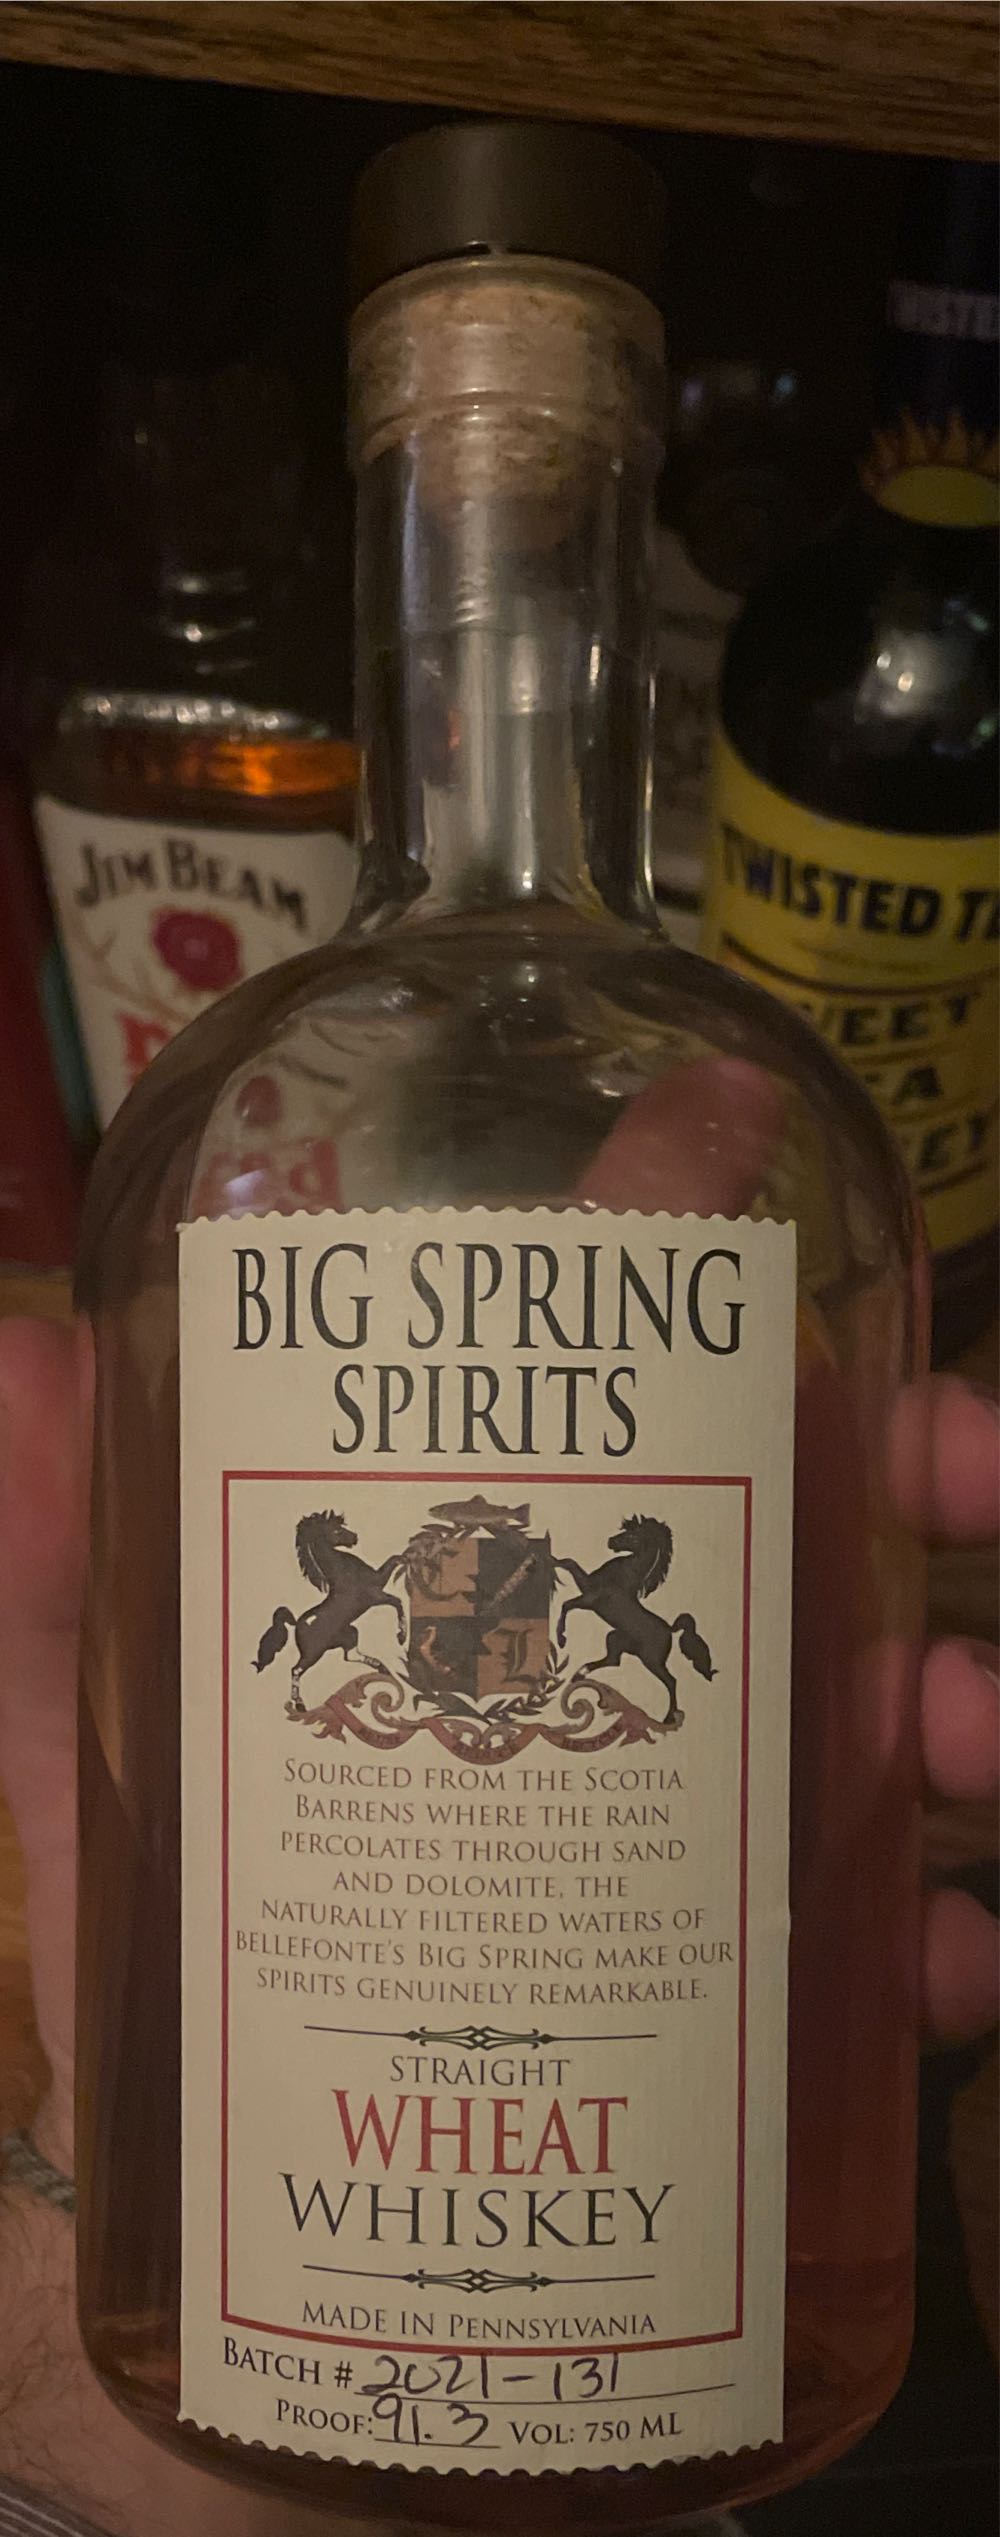 BIG SPRING
SPIRITS
L
SOURCED FROM THE SCOTIA
BARRENS WHERE THE RAIN
PERCOLATES THROUGH SAND
AND DOLOMITE, THE
NATURALLY FILTERED WATERS OF
BELLEFONTE'S BIG SPRING MAKE OUR
SPIRITS GENUINELY REMARKABLE.
STRAIGHT
WHEAT
WHISKEY
MADE IN PENNSYLVANIA
BATCH # 2021-131
PROOF: 91.3 VOL: 750 ML
JIM BEAM
TWISTED